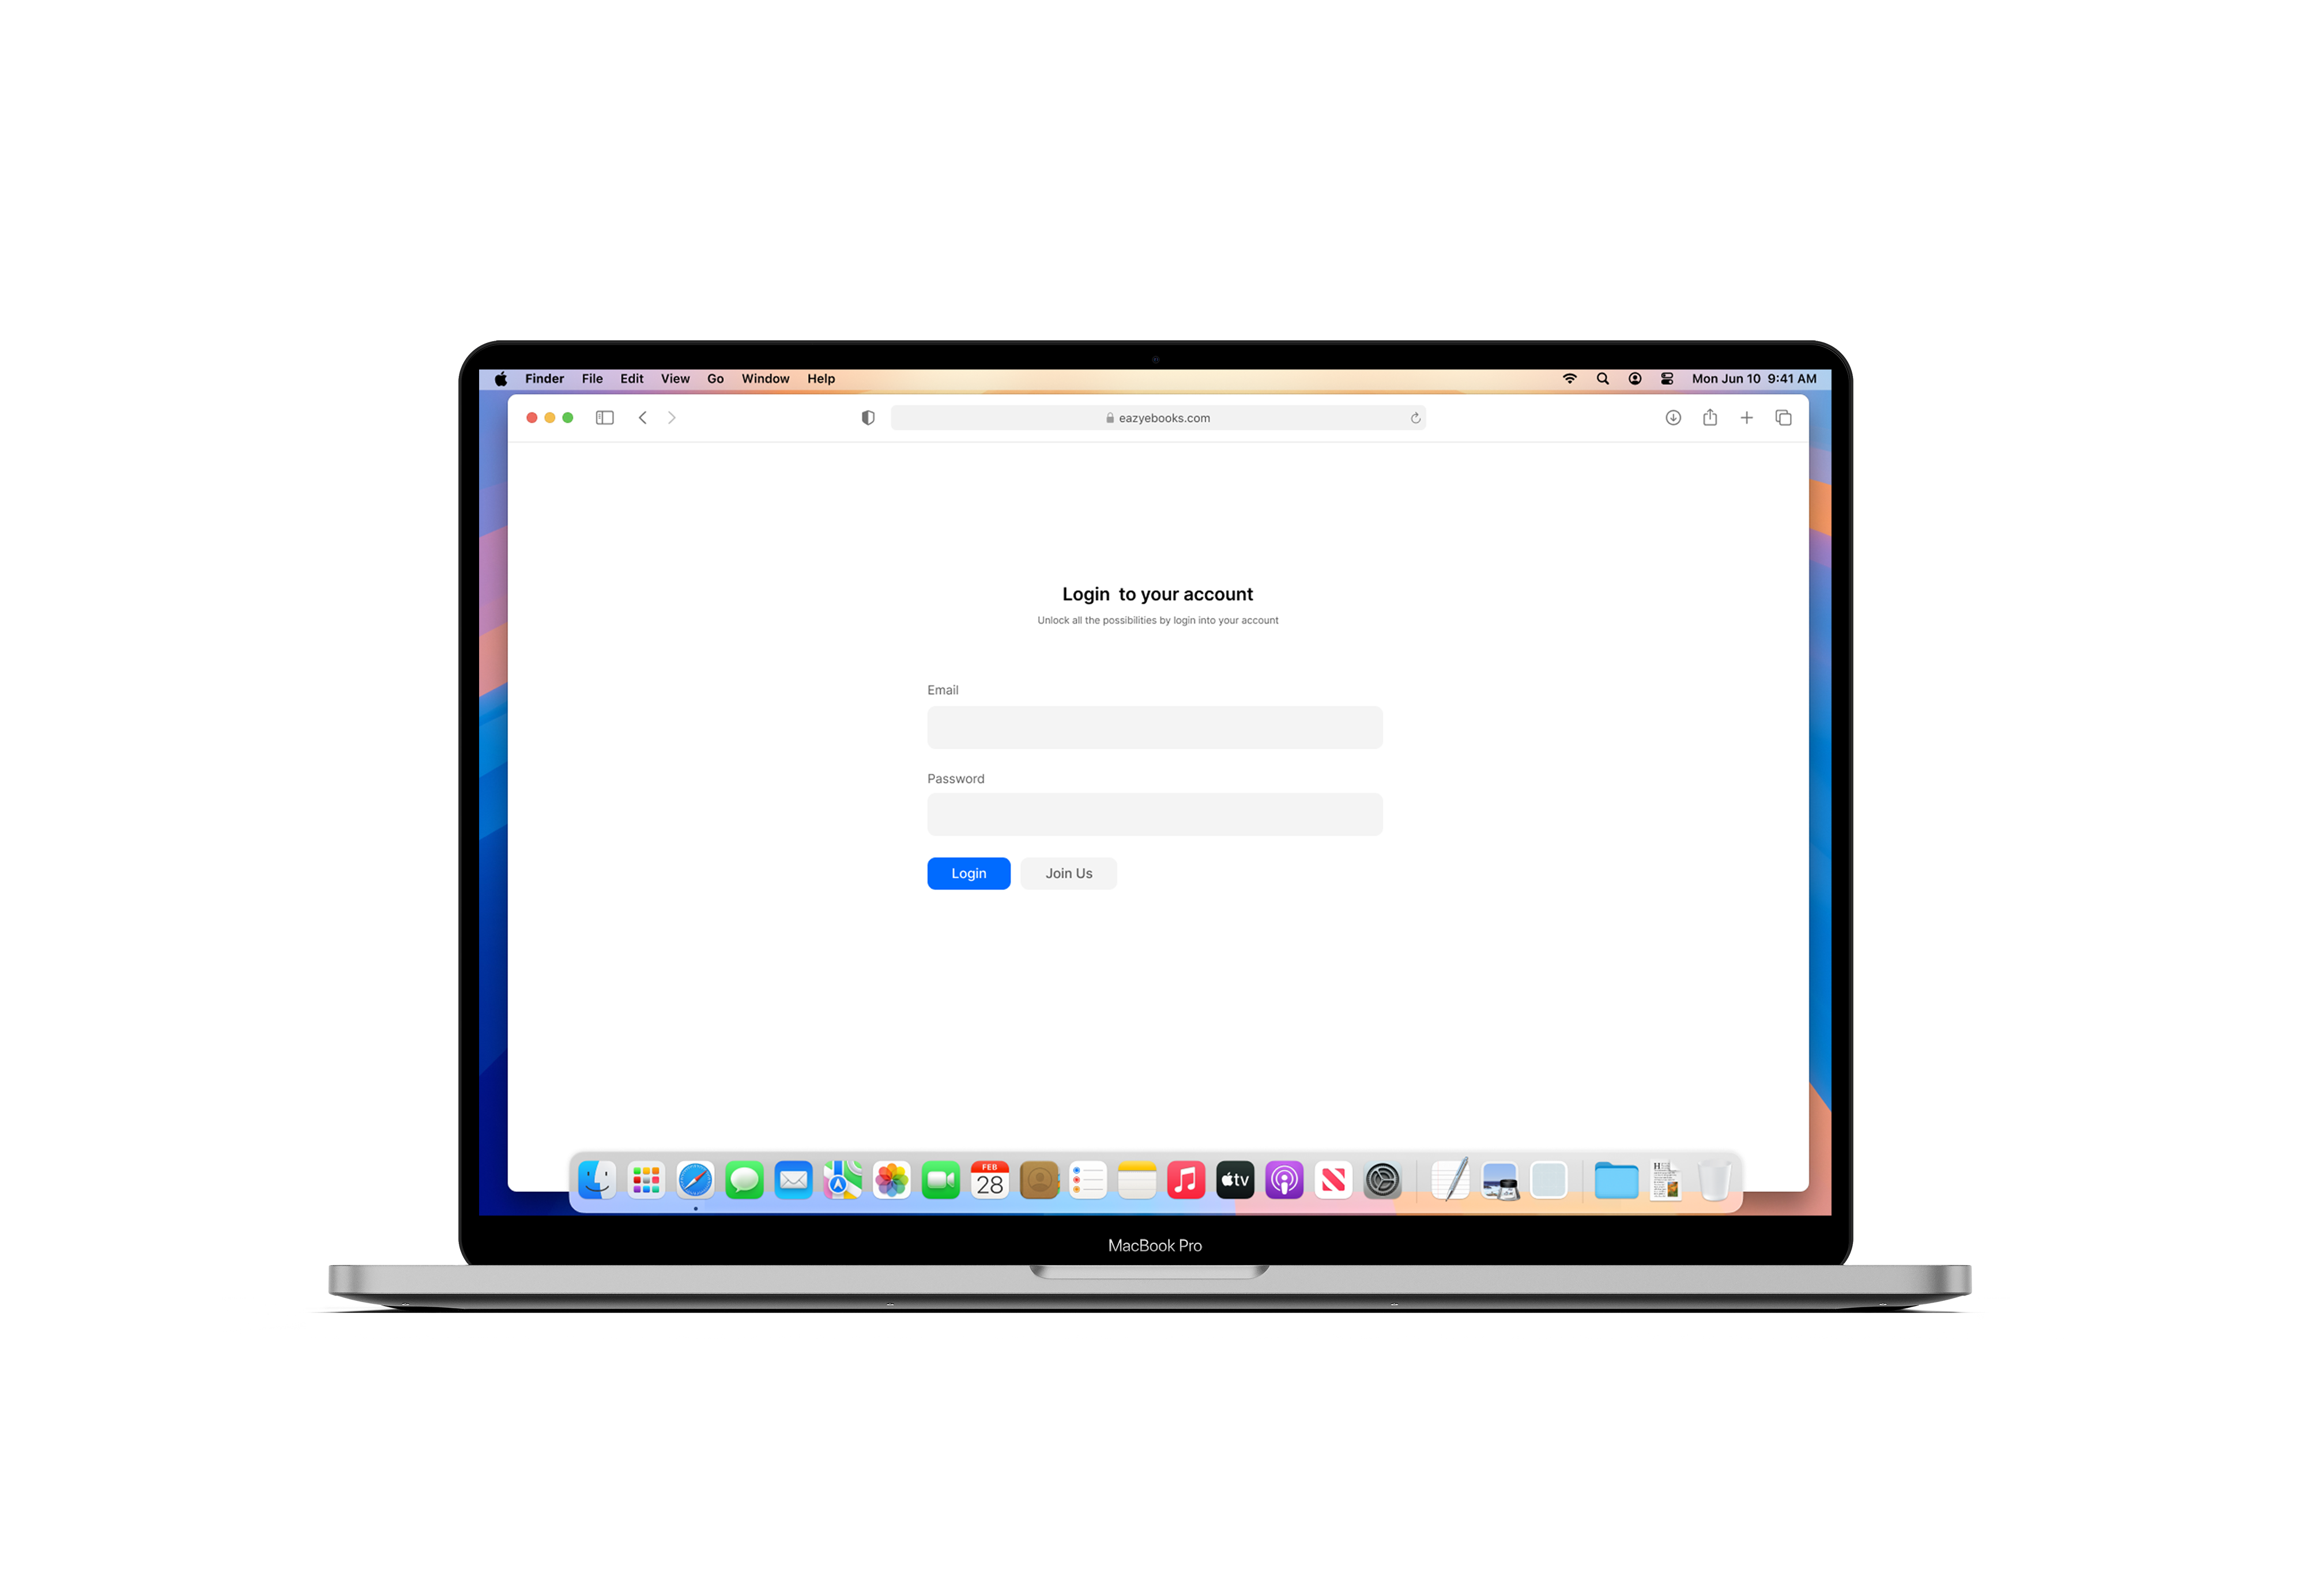 Finder File Edit View Go Window Help Mon Jun 10 9:41 AM
eazyebooks.com
Login to your account
Unlock all the possibilities by login into your account
Email
Password
Login Join Us
FEB
28
tv
MacBook Pro